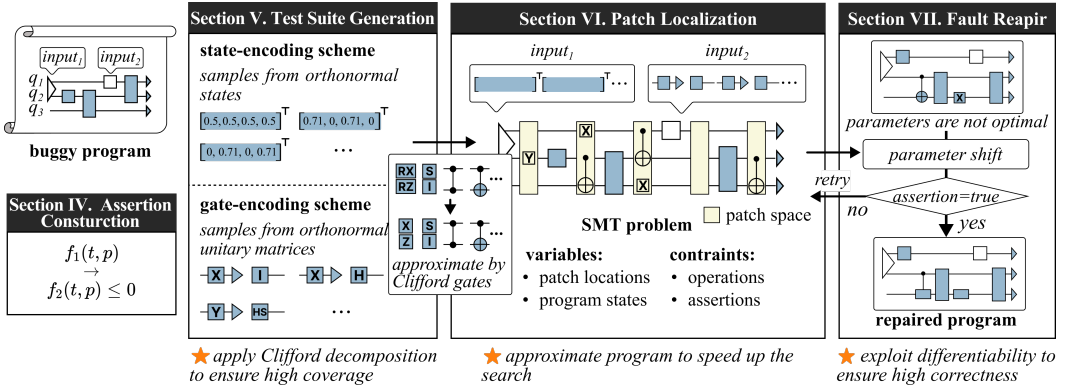 input₁
input₂
q₁
q₂
q₃
buggy program
Section IV. Assertion
Consturction
f₁(t, p)
→
f₂(t, p) ≤ 0
Section V. Test Suite Generation
state-encoding scheme
samples from orthonormal
states
[0.5,0.5,0.5, 0.5]ᵀ [0.71, 0, 0.71, 0]ᵀ
[0, 0.71, 0, 0.71]ᵀ ...
gate-encoding scheme
samples from orthonormal
unitary matrices
X I X H
Y HS ...
RX S
RZ I ...
X S
Z I ...
approximate by
Clifford gates
★ apply Clifford decomposition
to ensure high coverage
Section VI. Patch Localization
input₁ input₂
[ ]ᵀ [ ]ᵀ ... ...
X X
Y
X
patch space
SMT problem
variables:
• patch locations
• program states
contraints:
• operations
• assertions
★ approximate program to speed up the
search
Section VII. Fault Reapir
X
parameters are not optimal
parameter shift
retry
assertion=true
no
yes
repaired program
★ exploit differentiability to
ensure high correctness